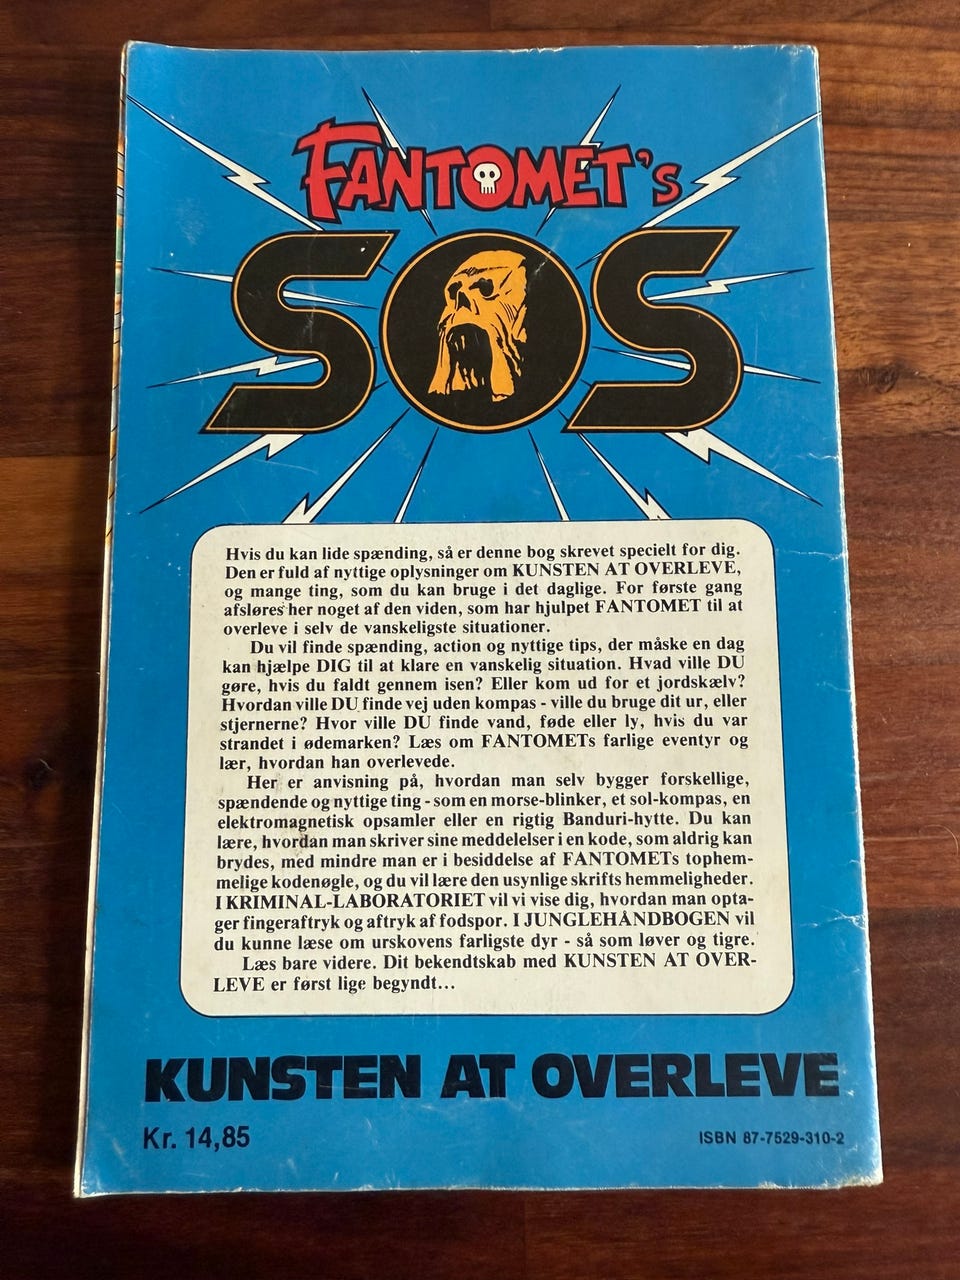 FANTOMET's
SOS
Hvis du kan lide spænding, så er denne bog skrevet specielt for dig.
Den er fuld af nyttige oplysninger om KUNSTEN AT OVERLEVE,
og mange ting, som du kan bruge i det daglige. For første gang
afsløres her noget af den viden, som har hjulpet FANTOMET til at
overleve i selv de vanskeligste situationer.
Du vil finde spænding, action og nyttige tips, der måske en dag
kan hjælpe DIG til at klare en vanskelig situation. Hvad ville DU
gøre, hvis du faldt gennem isen? Eller kom ud for et jordskælv?
Hvordan ville DU finde vej uden kompas - ville du bruge dit ur, eller
stjernerne? Hvor ville DU finde vand, føde eller ly, hvis du var
strandet i ødemarken? Læs om FANTOMETs farlige eventyr og
lær, hvordan han overlevede.
Her er anvisning på, hvordan man selv bygger forskellige,
spændende og nyttige ting - som en morse-blinker, et sol-kompas, en
elektromagnetisk opsamler eller en rigtig Banduri-hytte. Du kan
lære, hvordan man skriver sine meddelelser i en kode, som aldrig kan
brydes, med mindre man er i besiddelse af FANTOMETs tophem-
melige kodenøgle, og du vil lære den usynlige skrifts hemmeligheder.
I KRIMINAL-LABORATORIET vil vi vise dig, hvordan man opta-
ger fingeraftryk og aftryk af fodspor. I JUNGLEHÅNDBOGEN vil
du kunne læse om urskovens farligste dyr - så som løver og tigre.
Læs bare videre. Dit bekendtskab med KUNSTEN AT OVER-
LEVE er først lige begyndt...
KUNSTEN AT OVERLEVE
Kr. 14,85
ISBN 87-7529-310-2